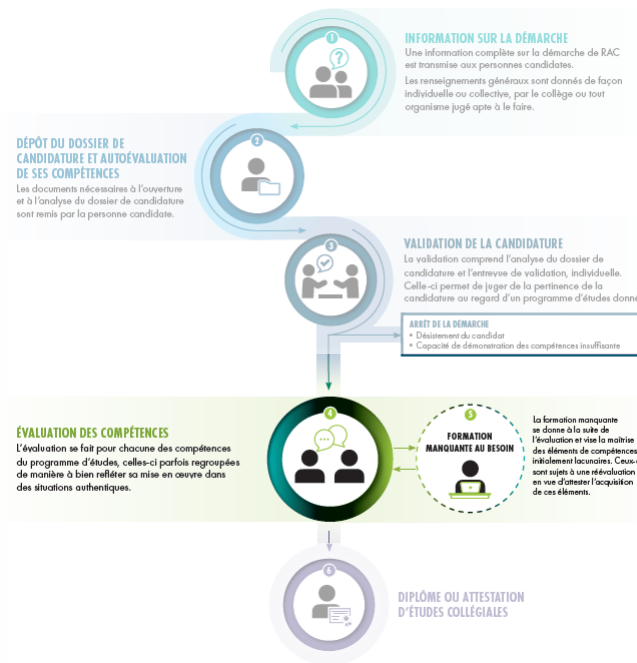 1
INFORMATION SUR LA DÉMARCHE
Une information complète sur la démarche de RAC
est transmise aux personnes candidates.
Les renseignements généraux sont donnés de façon
individuelle ou collective, par le collège ou tout
organisme jugé apte à le faire.
2
DÉPÔT DU DOSSIER DE
CANDIDATURE ET AUTOÉVALUATION
DE SES COMPÉTENCES
Les documents nécessaires à l'ouverture
et à l'analyse du dossier de candidature
sont remis par la personne candidate.
3
VALIDATION DE LA CANDIDATURE
La validation comprend l'analyse du dossier de
candidature et l'entrevue de validation, individuelle.
Celle-ci permet de juger de la pertinence de la
candidature au regard d'un programme d'études donné
ARRÊT DE LA DÉMARCHE
• Désistement du candidat
• Capacité de démonstration des compétences insuffisante
4
ÉVALUATION DES COMPÉTENCES
L'évaluation se fait pour chacune des compétences
du programme d'études, celles-ci parfois regroupées
de manière à bien refléter sa mise en œuvre dans
des situations authentiques.
5
FORMATION
MANQUANTE AU BESOIN
La formation manquante
se donne à la suite de
l'évaluation et vise la maîtrise
des éléments de compétences
initialement lacunaires. Ceux-c
sont sujets à une réévaluation
en vue d'attester l'acquisition
de ces éléments.
6
DIPLÔME OU ATTESTATION
D'ÉTUDES COLLÉGIALES